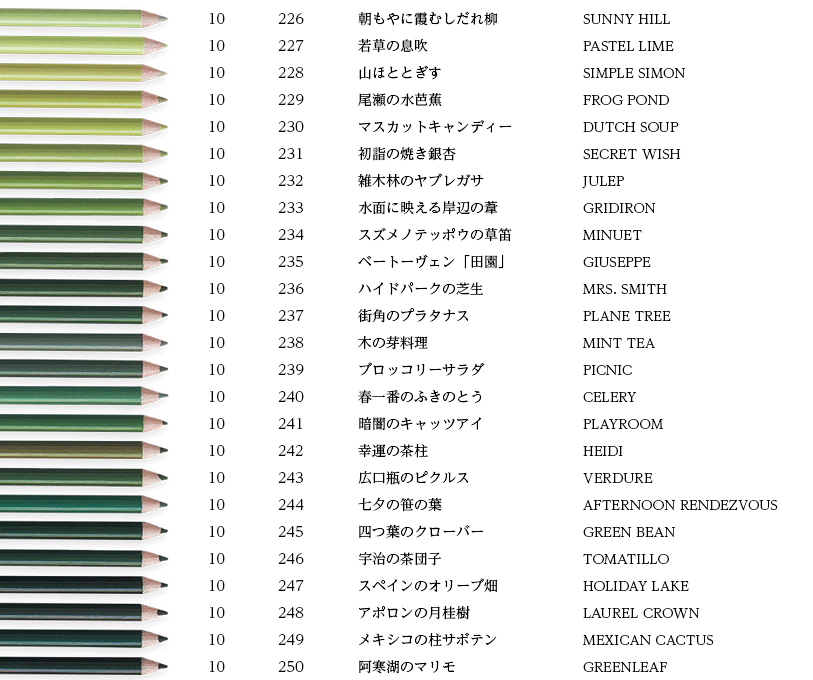 10 226 朝もやに霞むしだれ柳 SUNNY HILL
10 227 若草の息吹 PASTEL LIME
10 228 山ほととぎす SIMPLE SIMON
10 229 尾瀬の水芭蕉 FROG POND
10 230 マスカットキャンディー DUTCH SOUP
10 231 初詣の焼き銀杏 SECRET WISH
10 232 雑木林のヤブレガサ JULEP
10 233 水面に映える岸辺の葦 GRIDIRON
10 234 スズメノテッポウの草笛 MINUET
10 235 ベートーヴェン「田園」 GIUSEPPE
10 236 ハイドパークの芝生 MRS. SMITH
10 237 街角のプラタナス PLANE TREE
10 238 木の芽料理 MINT TEA
10 239 ブロッコリーサラダ PICNIC
10 240 春一番のふきのとう CELERY
10 241 暗闇のキャッツアイ PLAYROOM
10 242 幸運の茶柱 HEIDI
10 243 広口瓶のピクルス VERDURE
10 244 七夕の笹の葉 AFTERNOON RENDEZVOUS
10 245 四つ葉のクローバー GREEN BEAN
10 246 宇治の茶団子 TOMATILLO
10 247 スペインのオリーブ畑 HOLIDAY LAKE
10 248 アポロンの月桂樹 LAUREL CROWN
10 249 メキシコの柱サボテン MEXICAN CACTUS
10 250 阿寒湖のマリモ GREENLEAF